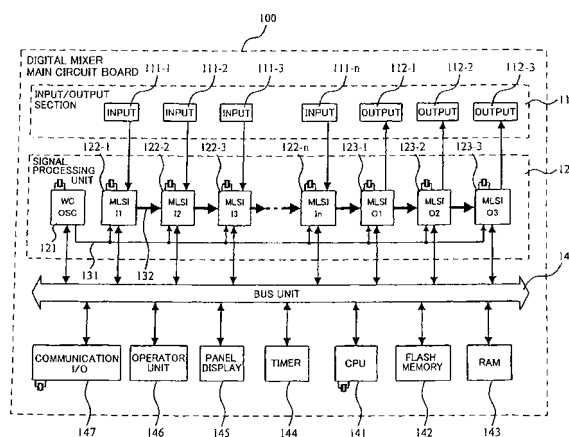 100
DIGITAL MIXER
MAIN CIRCUIT BOARD
111-1 111-2 111-3 111-n 112-1 112-2 112-3
INPUT/OUTPUT
SECTION
INPUT INPUT INPUT INPUT OUTPUT OUTPUT OUTPUT
122-1 122-2 122-3 122-n 123-1 123-2 123-3
SIGNAL
PROCESSING
UNIT
WC
OSC
MLSI
I1
MLSI
I2
MLSI
I3
MLSI
In
MLSI
O1
MLSI
O2
MLSI
O3
121 131 132
BUS UNIT
COMMUNICATION
I/O
OPERATOR
UNIT
PANEL
DISPLAY
TIMER
CPU
FLASH
MEMORY
RAM
147 146 145 144 141 142 143